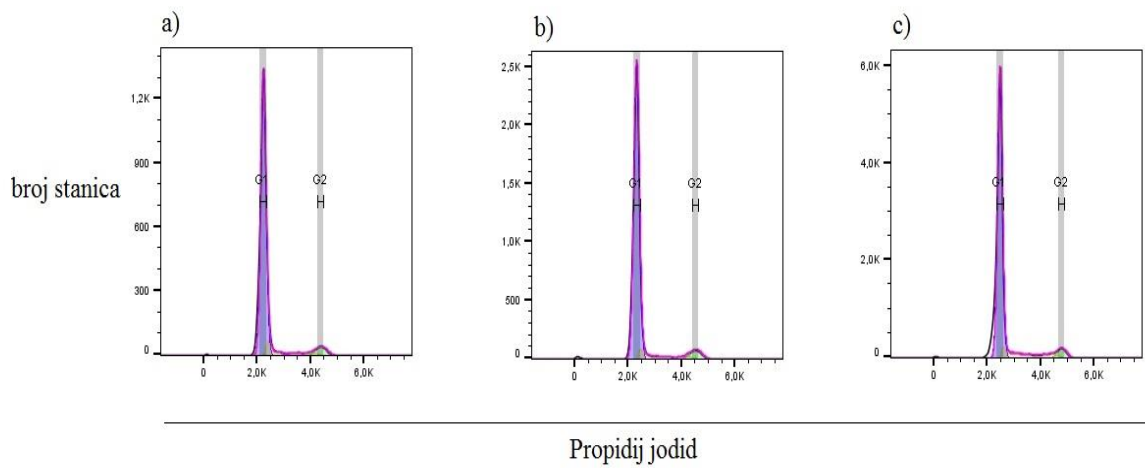 a)
b)
c)
broj stanica
1,2K
900
600
300
0
G1
G2
0
2,0K
4,0K
6,0K
2,5K
2,0K
1,5K
1,0K
500
0
G1
G2
0
2,0K
4,0K
6,0K
6,0K
4,0K
2,0K
0
G1
G2
0
2,0K
4,0K
6,0K
Propidij jodid